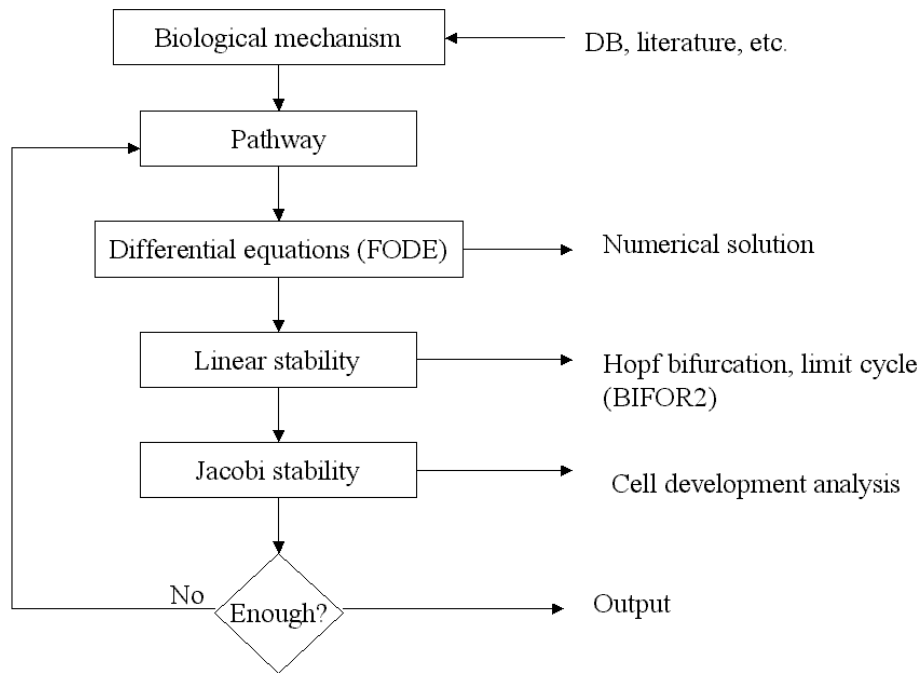 Biological mechanism
DB, literature, etc.
Pathway
Differential equations (FODE)
Numerical solution
Linear stability
Hopf bifurcation, limit cycle
(BIFOR2)
Jacobi stability
Cell development analysis
No
Enough?
Output